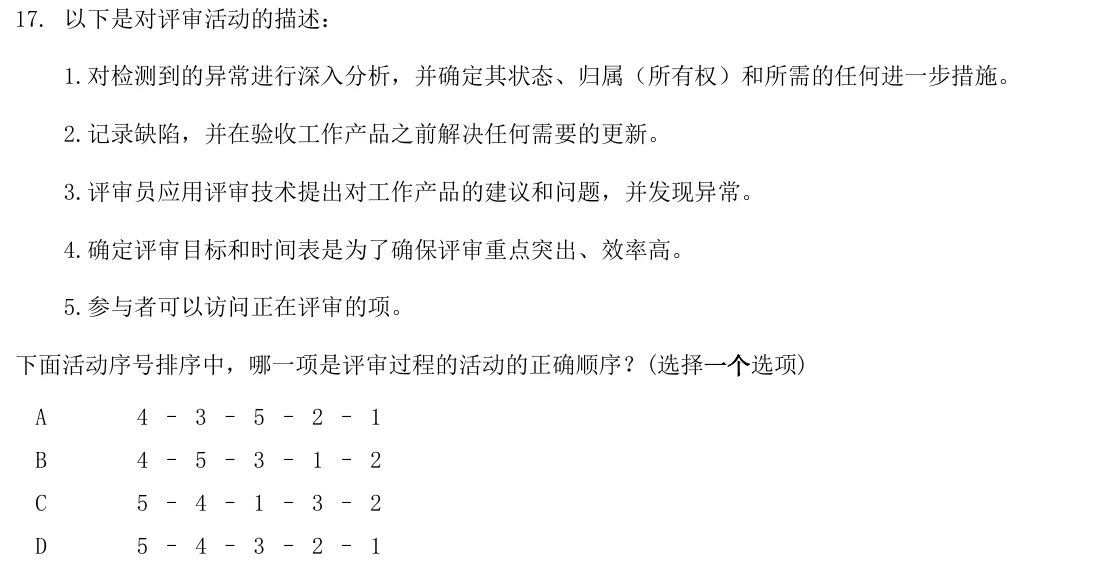 17. 以下是对评审活动的描述：
1.对检测到的异常进行深入分析，并确定其状态、归属（所有权）和所需的任何进一步措施。
2.记录缺陷，并在验收工作产品之前解决任何需要的更新。
3.评审员应用评审技术提出对工作产品的建议和问题，并发现异常。
4.确定评审目标和时间表是为了确保评审重点突出、效率高。
5.参与者可以访问正在评审的项。
下面活动序号排序中，哪一项是评审过程的活动的正确顺序？(选择一个选项)
A 4 - 3 - 5 - 2 - 1
B 4 - 5 - 3 - 1 - 2
C 5 - 4 - 1 - 3 - 2
D 5 - 4 - 3 - 2 - 1